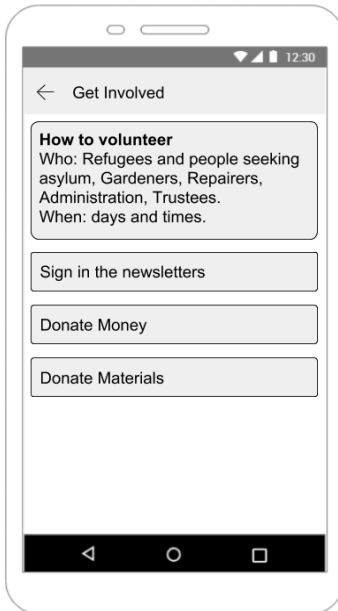 12:30
Get Involved
How to volunteer
Who: Refugees and people seeking
asylum, Gardeners, Repairers,
Administration, Trustees.
When: days and times.
Sign in the newsletters
Donate Money
Donate Materials